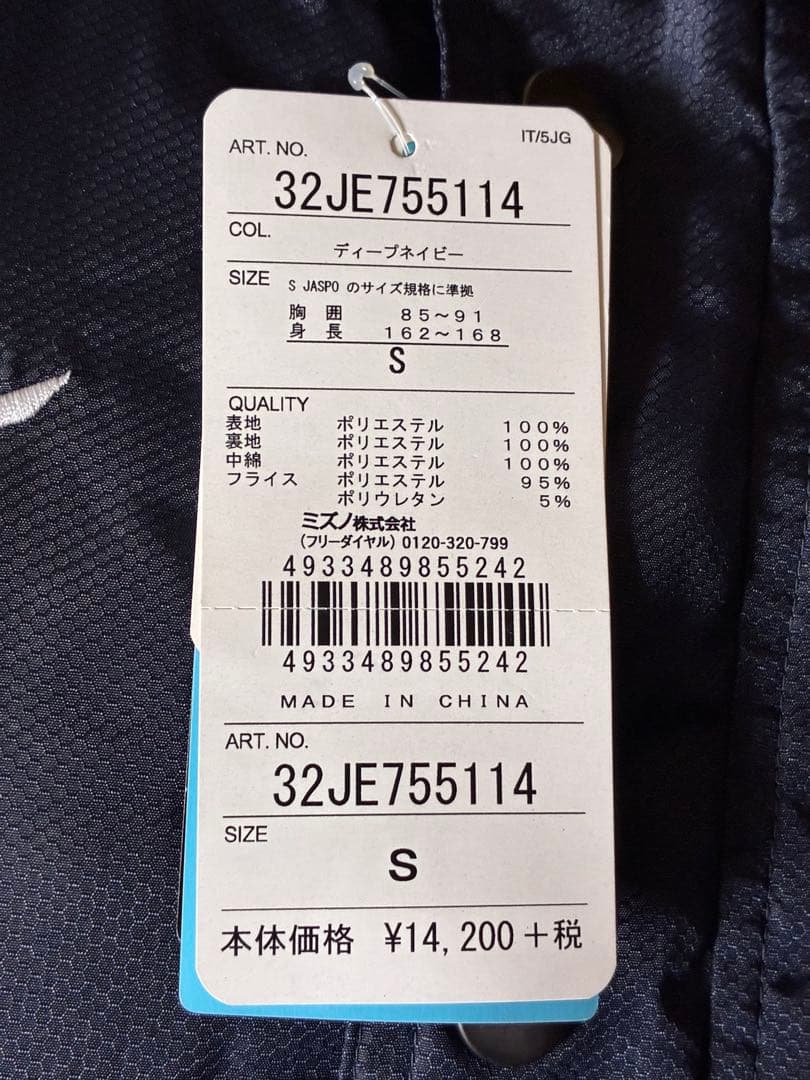 IT/5JG
ART. NO.
32JE755114
COL.
ディープネイビー
SIZE S JASPO のサイズ規格に準拠
胸 囲 85～91
身 長 162～168
S
QUALITY
表地 ポリエステル 100%
裏地 ポリエステル 100%
中綿 ポリエステル 100%
フライス ポリエステル 95%
ポリウレタン 5%
ミズノ株式会社
(フリーダイヤル) 0120-320-799
4933489855242
4933489855242
MADE IN CHINA
ART. NO.
32JE755114
SIZE
S
本体価格 ¥14,200+税